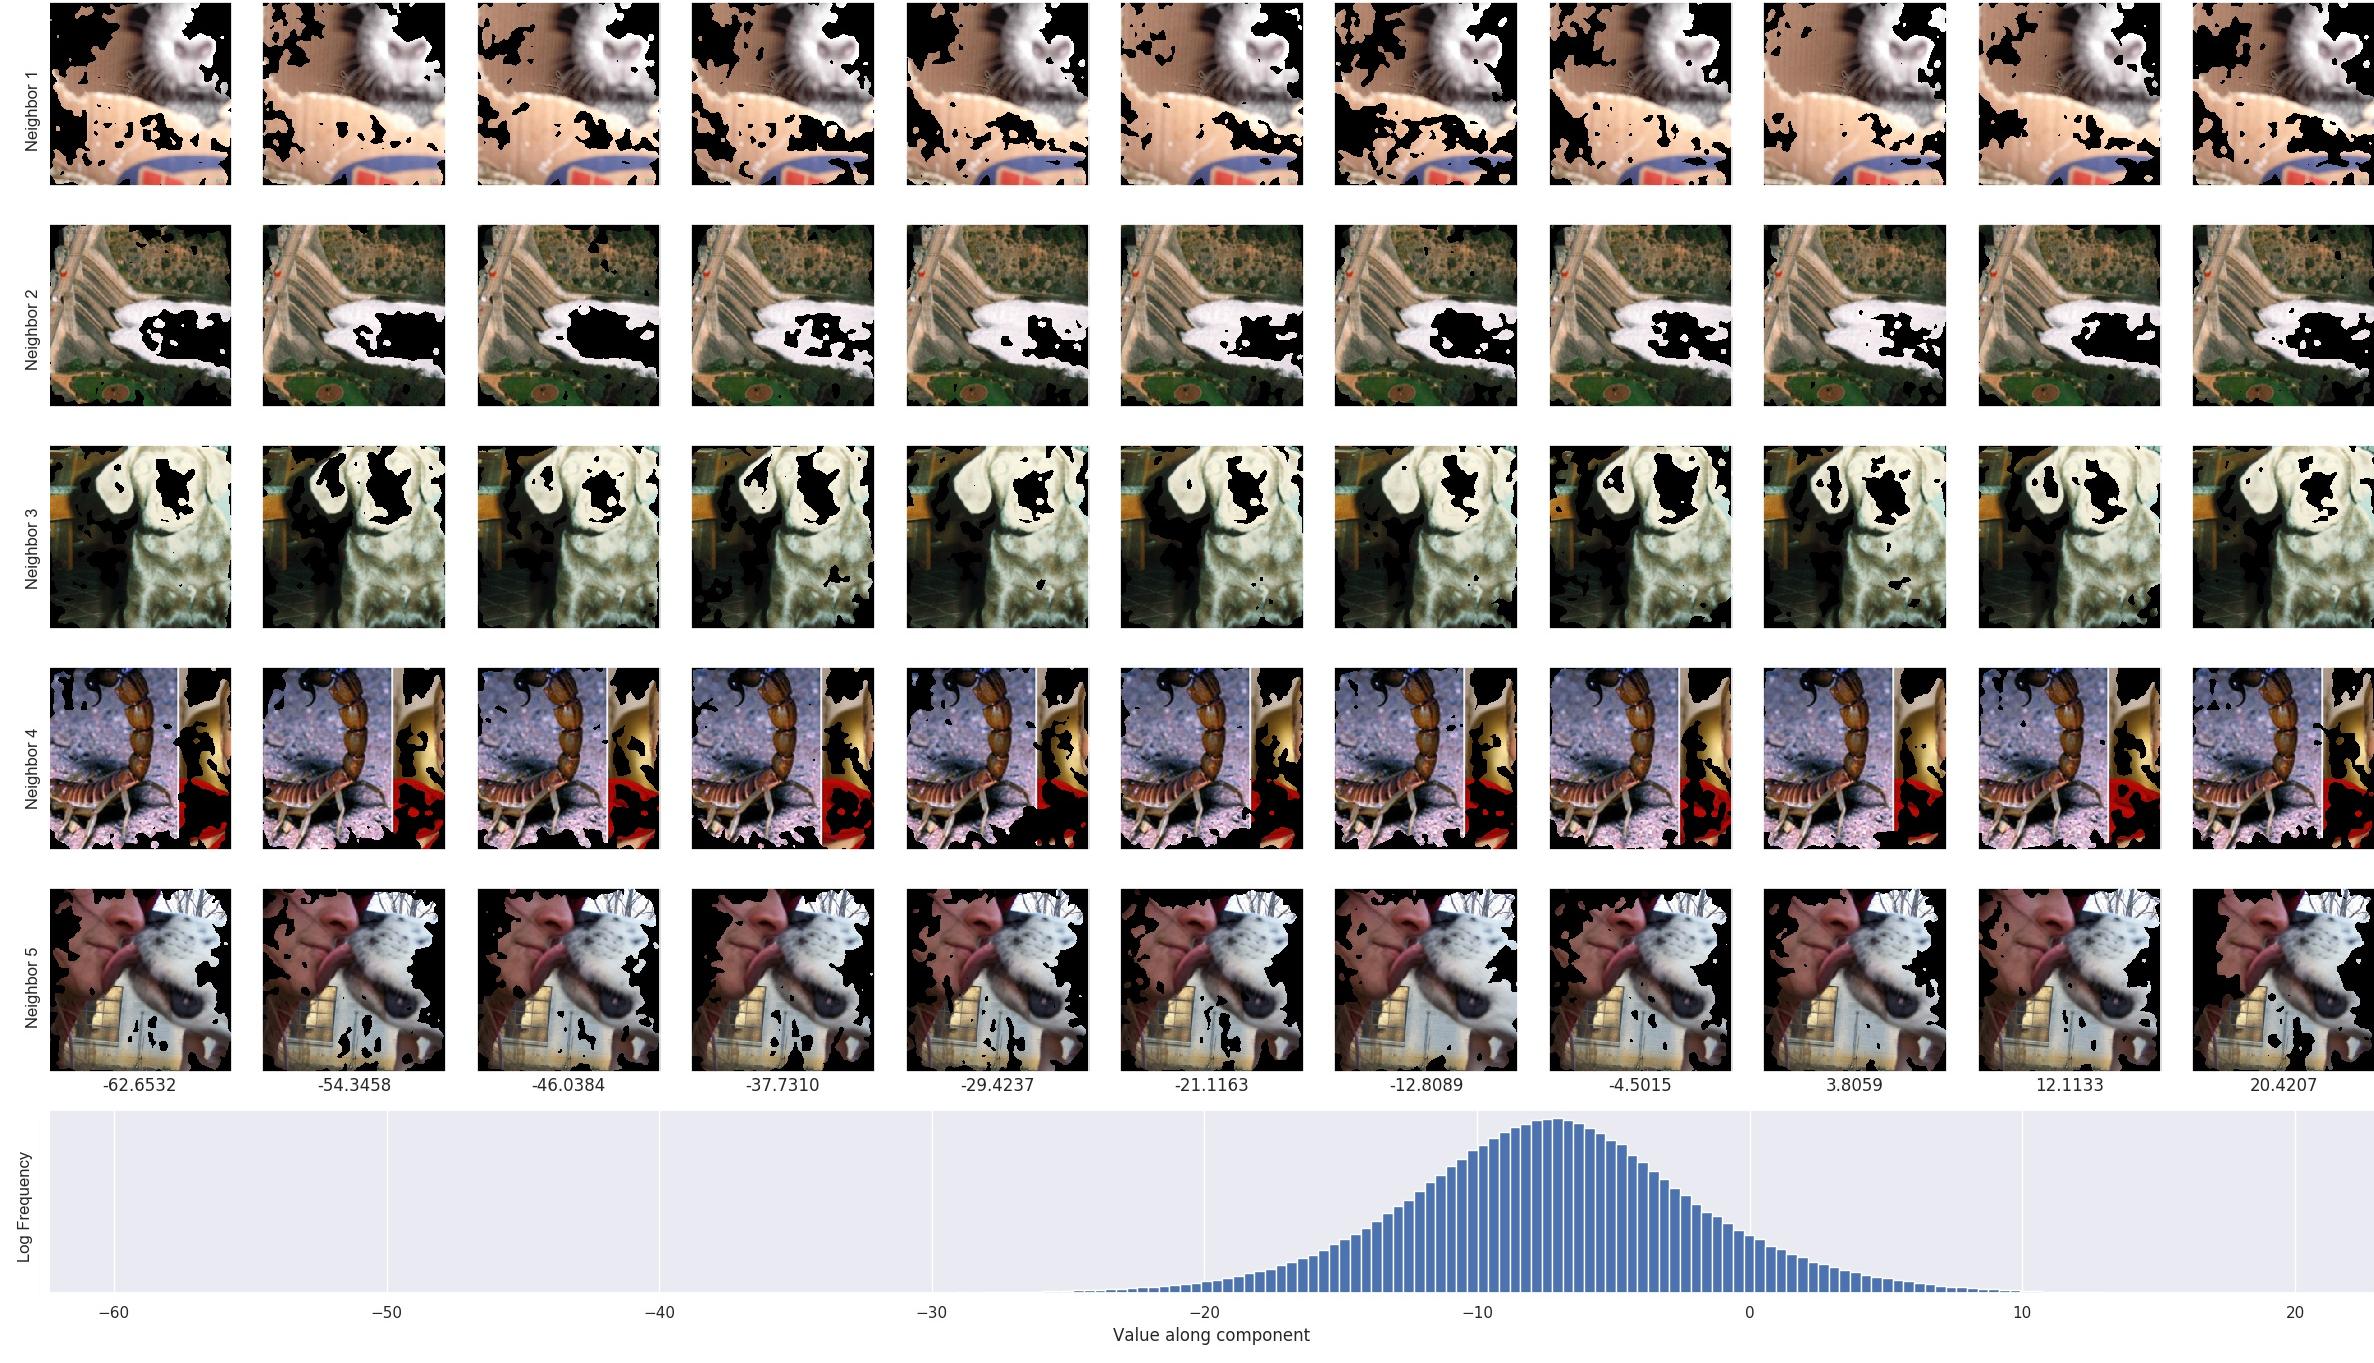 Neighbor 1
Neighbor 2
Neighbor 3
Neighbor 4
Neighbor 5
-62.6532 -54.3458 -46.0384 -37.7310 -29.4237 -21.1163 -12.8089 -4.5015 3.8059 12.1133 20.4207
Log Frequency
−60 −50 −40 −30 −20 −10 0 10 20
Value along component